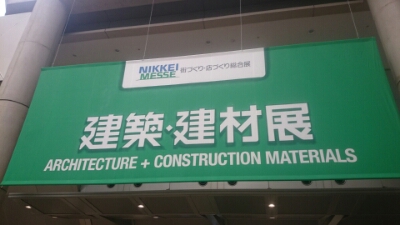 NIKKEI
MESSE 街づくり・店づくり総合展
建築・建材展
ARCHITECTURE + CONSTRUCTION MATERIALS